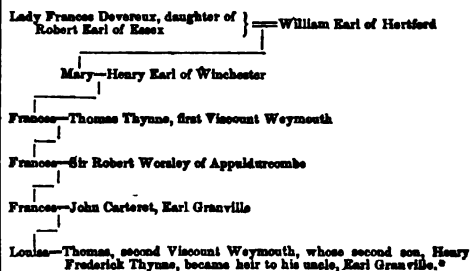 Lady Frances Devereux, daughter of
Robert Earl of Essex
William Earl of Hertford
Mary—Henry Earl of Winchester
Frances—Thomas Thynne, first Viscount Weymouth
Frances—Sir Robert Worsley of Appuldurcombe
Frances—John Carteret, Earl Granville
Louisa—Thomas, second Viscount Weymouth, whose second son, Henry
Frederick Thynne, became heir to his uncle, Earl Granville.*